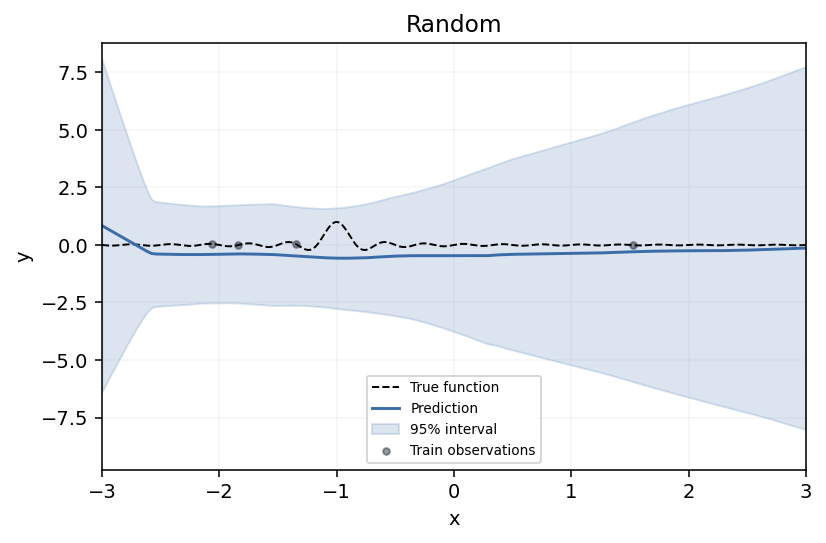 Random
7.5
5.0
2.5
0.0
−2.5
−5.0
−7.5
y
True function
Prediction
95% interval
Train observations
−3
−2
−1
0
1
2
3
x